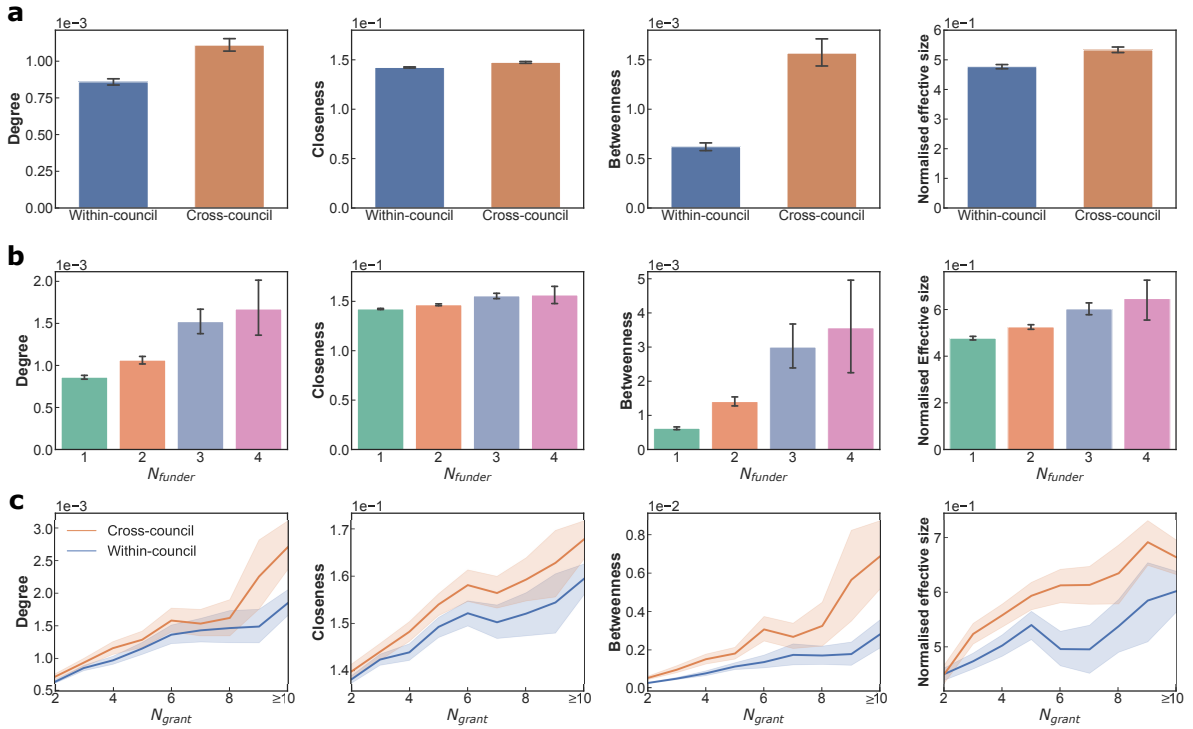 a
1e−3
Degree
1.00
0.75
0.50
0.25
0.00
Within-council Cross-council
1e−1
Closeness
1.5
1.0
0.5
0.0
Within-council Cross-council
1e−3
Betweenness
1.5
1.0
0.5
0.0
Within-council Cross-council
1e−1
Normalised effective size
6
5
4
3
2
1
0
Within-council Cross-council
b
1e−3
Degree
2.0
1.5
1.0
0.5
0.0
1 2 3 4
N_funder
1e−1
Closeness
1.5
1.0
0.5
0.0
1 2 3 4
N_funder
1e−3
Betweenness
5
4
3
2
1
0
1 2 3 4
N_funder
1e−1
Normalised Effective size
6
4
2
0
1 2 3 4
N_funder
c
1e−3
Degree
3.0
2.5
2.0
1.5
1.0
0.5
Cross-council
Within-council
2 4 6 8 ≥10
N_grant
1e−1
Closeness
1.7
1.6
1.5
1.4
2 4 6 8 ≥10
N_grant
1e−2
Betweenness
0.8
0.6
0.4
0.2
0.0
2 4 6 8 ≥10
N_grant
1e−1
Normalised effective size
7
6
5
2 4 6 8 ≥10
N_grant